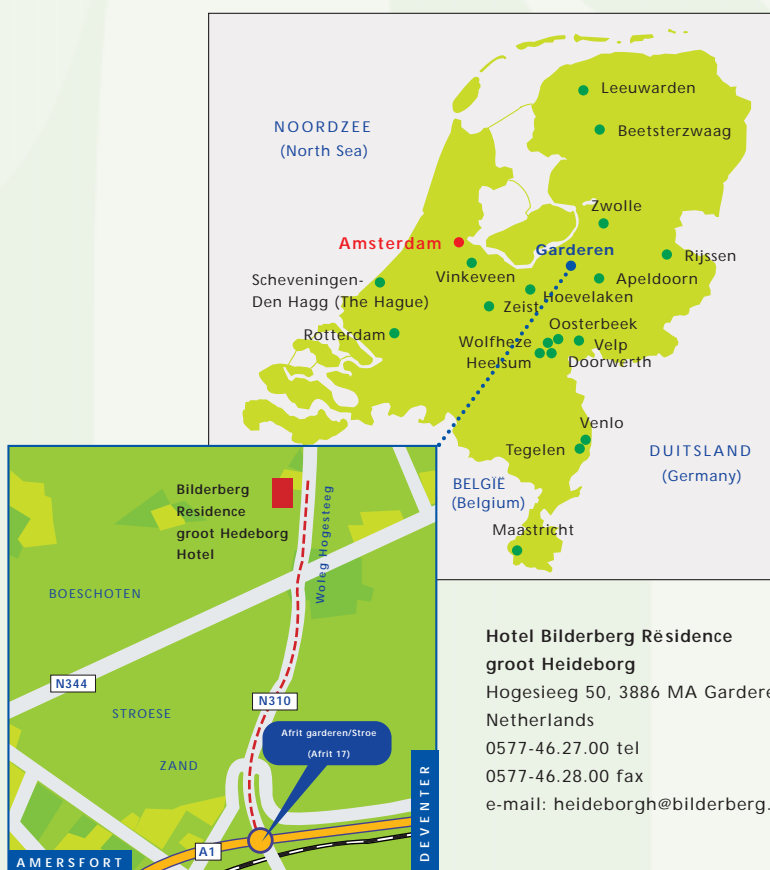 NOORDZEE
(North Sea)
Leeuwarden
Beetsterzwaag
Zwolle
Amsterdam
Garderen
Rijssen
Vinkeveen
Apeldoorn
Scheveningen-
Den Hagg (The Hague)
Hoevelaken
Zeist
Oosterbeek
Rotterdam
Wolfheze
Velp
Heelsum
Doorwerth
Venlo
Tegelen
DUITSLAND
(Germany)
BELGÏE
(Belgium)
Maastricht
Bilderberg
Residence
groot Hedeborg
Hotel
Woleg Hogesteeg
BOESCHOTEN
N344
N310
STROESE
Afrit garderen/Stroe
(Afrit 17)
ZAND
DEVENTER
A1
AMERSFORT
Hotel Bilderberg Rësidence
groot Heideborg
Hogesieeg 50, 3886 MA Gardere
Netherlands
0577-46.27.00 tel
0577-46.28.00 fax
e-mail: heideborgh@bilderberg.